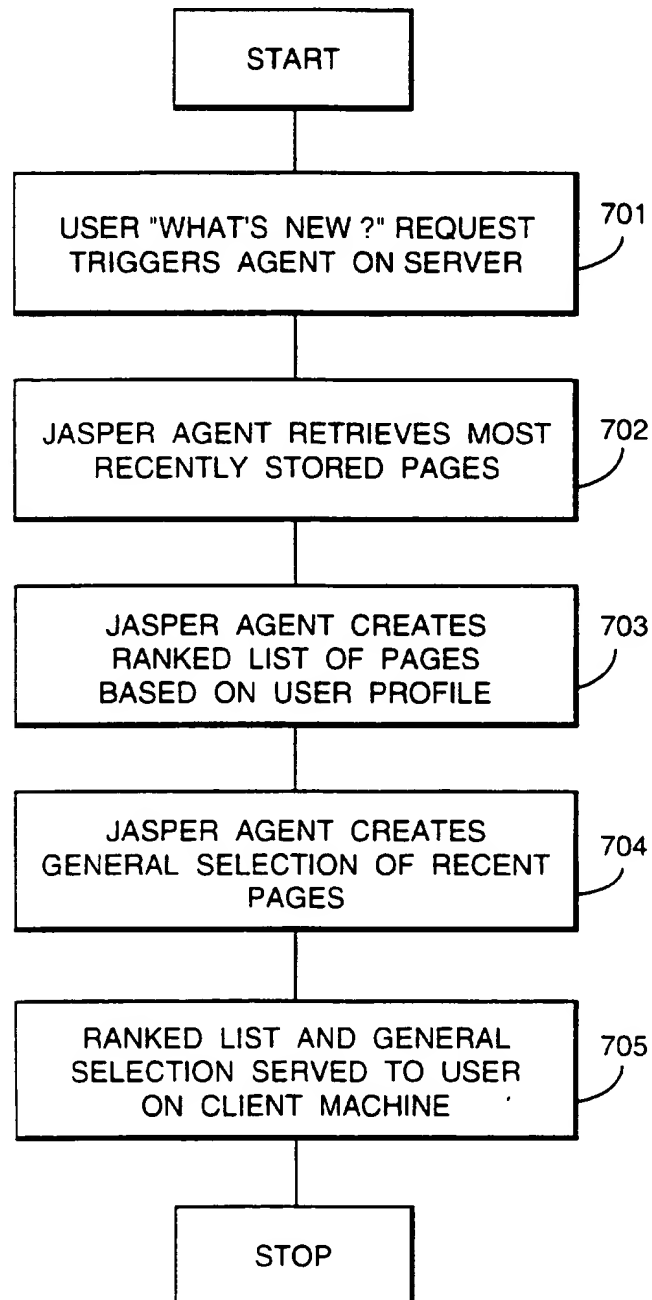 START
USER "WHAT'S NEW ?" REQUEST
TRIGGERS AGENT ON SERVER
701
JASPER AGENT RETRIEVES MOST
RECENTLY STORED PAGES
702
JASPER AGENT CREATES
RANKED LIST OF PAGES
BASED ON USER PROFILE
703
JASPER AGENT CREATES
GENERAL SELECTION OF RECENT
PAGES
704
RANKED LIST AND GENERAL
SELECTION SERVED TO USER
ON CLIENT MACHINE
705
STOP